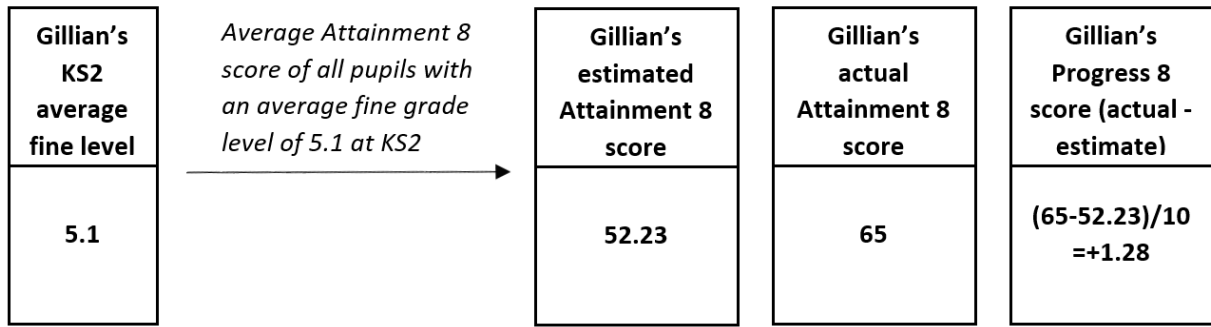 Gillian’s
KS2
average
fine level
5.1
Average Attainment 8
score of all pupils with
an average fine grade
level of 5.1 at KS2
Gillian’s
estimated
Attainment 8
score
52.23
Gillian’s
actual
Attainment 8
score
65
Gillian’s
Progress 8
score (actual -
estimate)
(65-52.23)/10
=+1.28